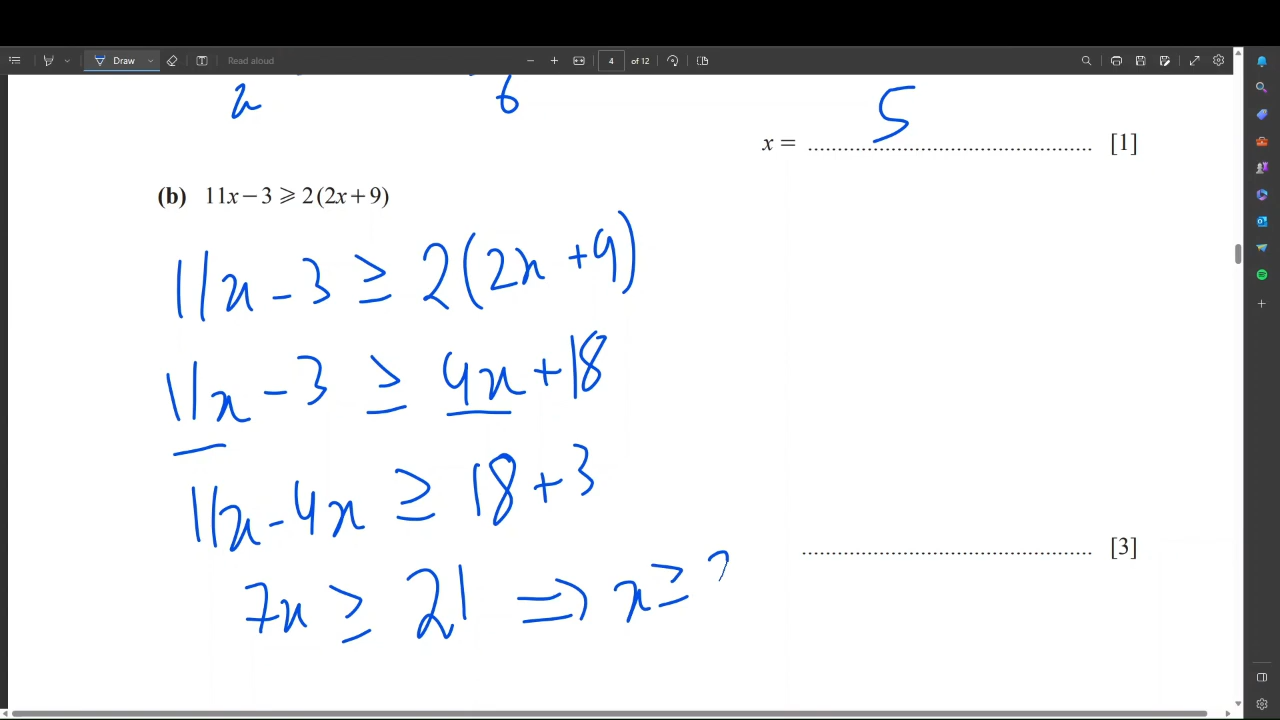 Draw
Read aloud
4 of 12
2 6
5
x = .............................................. [1]
(b) 11x − 3 ⩾ 2(2x + 9)
11x - 3 ≥ 2(2x + 9)
11x - 3 ≥ 4x + 18
11x - 4x ≥ 18 + 3
.............................................. [3]
7x ≥ 21 ⇒ x ≥